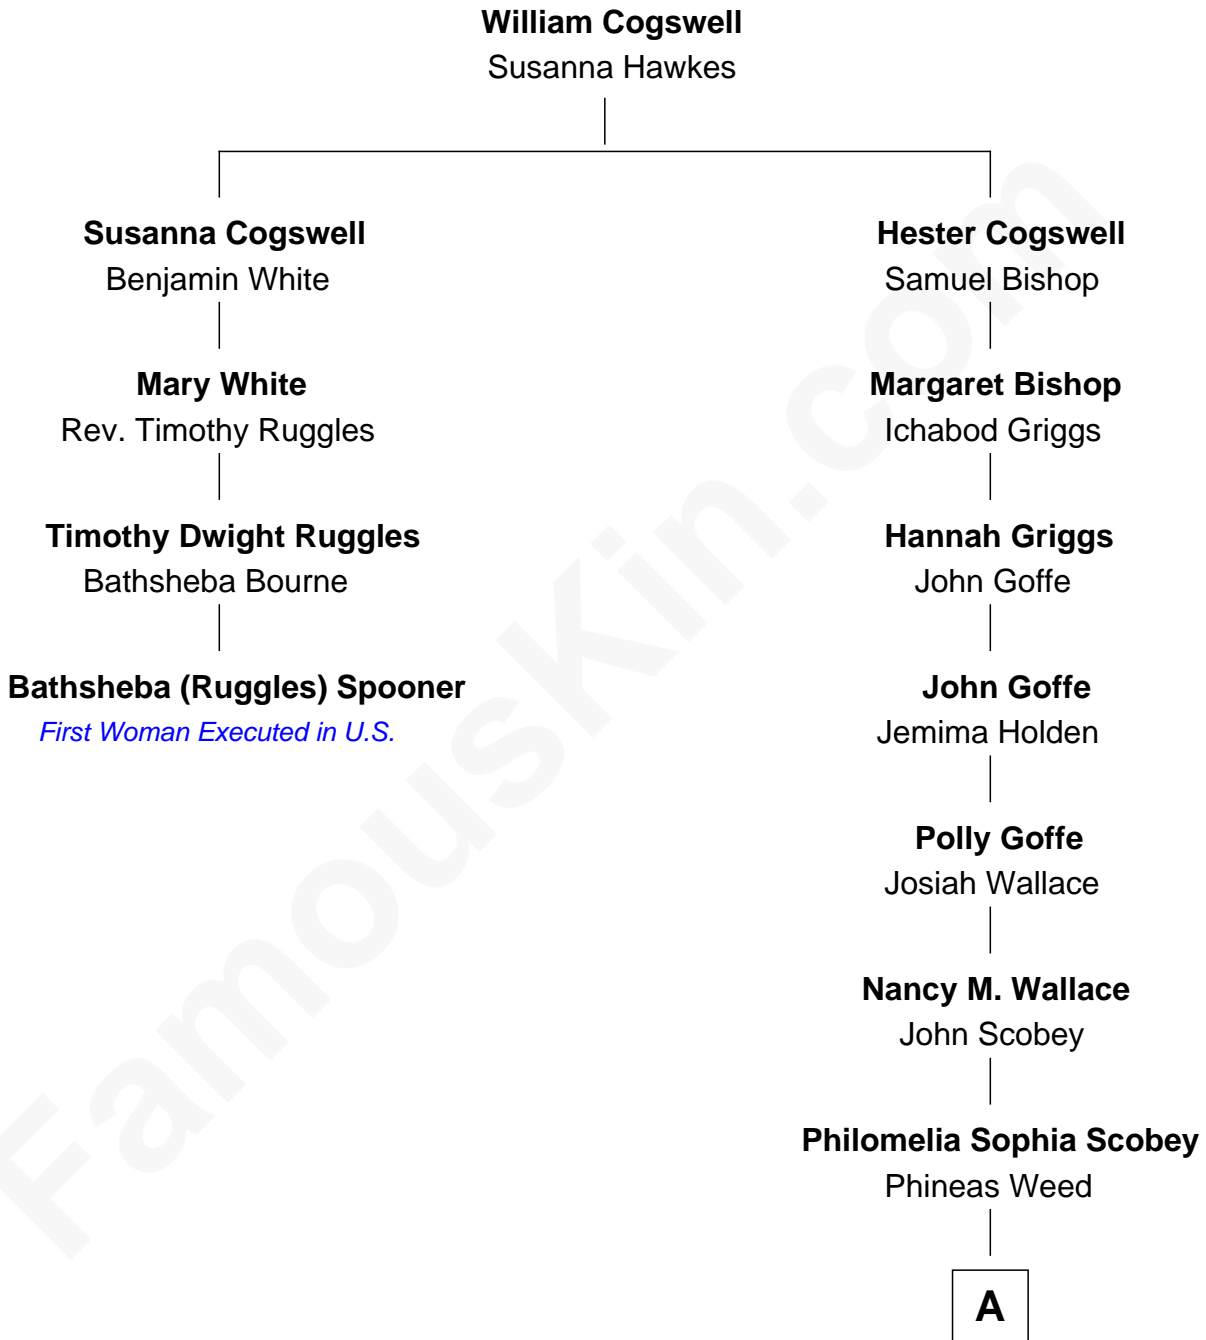 William Cogswell
Susanna Hawkes
Susanna Cogswell
Benjamin White
Hester Cogswell
Samuel Bishop
Mary White
Rev. Timothy Ruggles
Margaret Bishop
Ichabod Griggs
Timothy Dwight Ruggles
Bathsheba Bourne
Hannah Griggs
John Goffe
Bathsheba (Ruggles) Spooner
First Woman Executed in U.S.
John Goffe
Jemima Holden
Polly Goffe
Josiah Wallace
Nancy M. Wallace
John Scobey
Philomelia Sophia Scobey
Phineas Weed
A
FamousKin.com